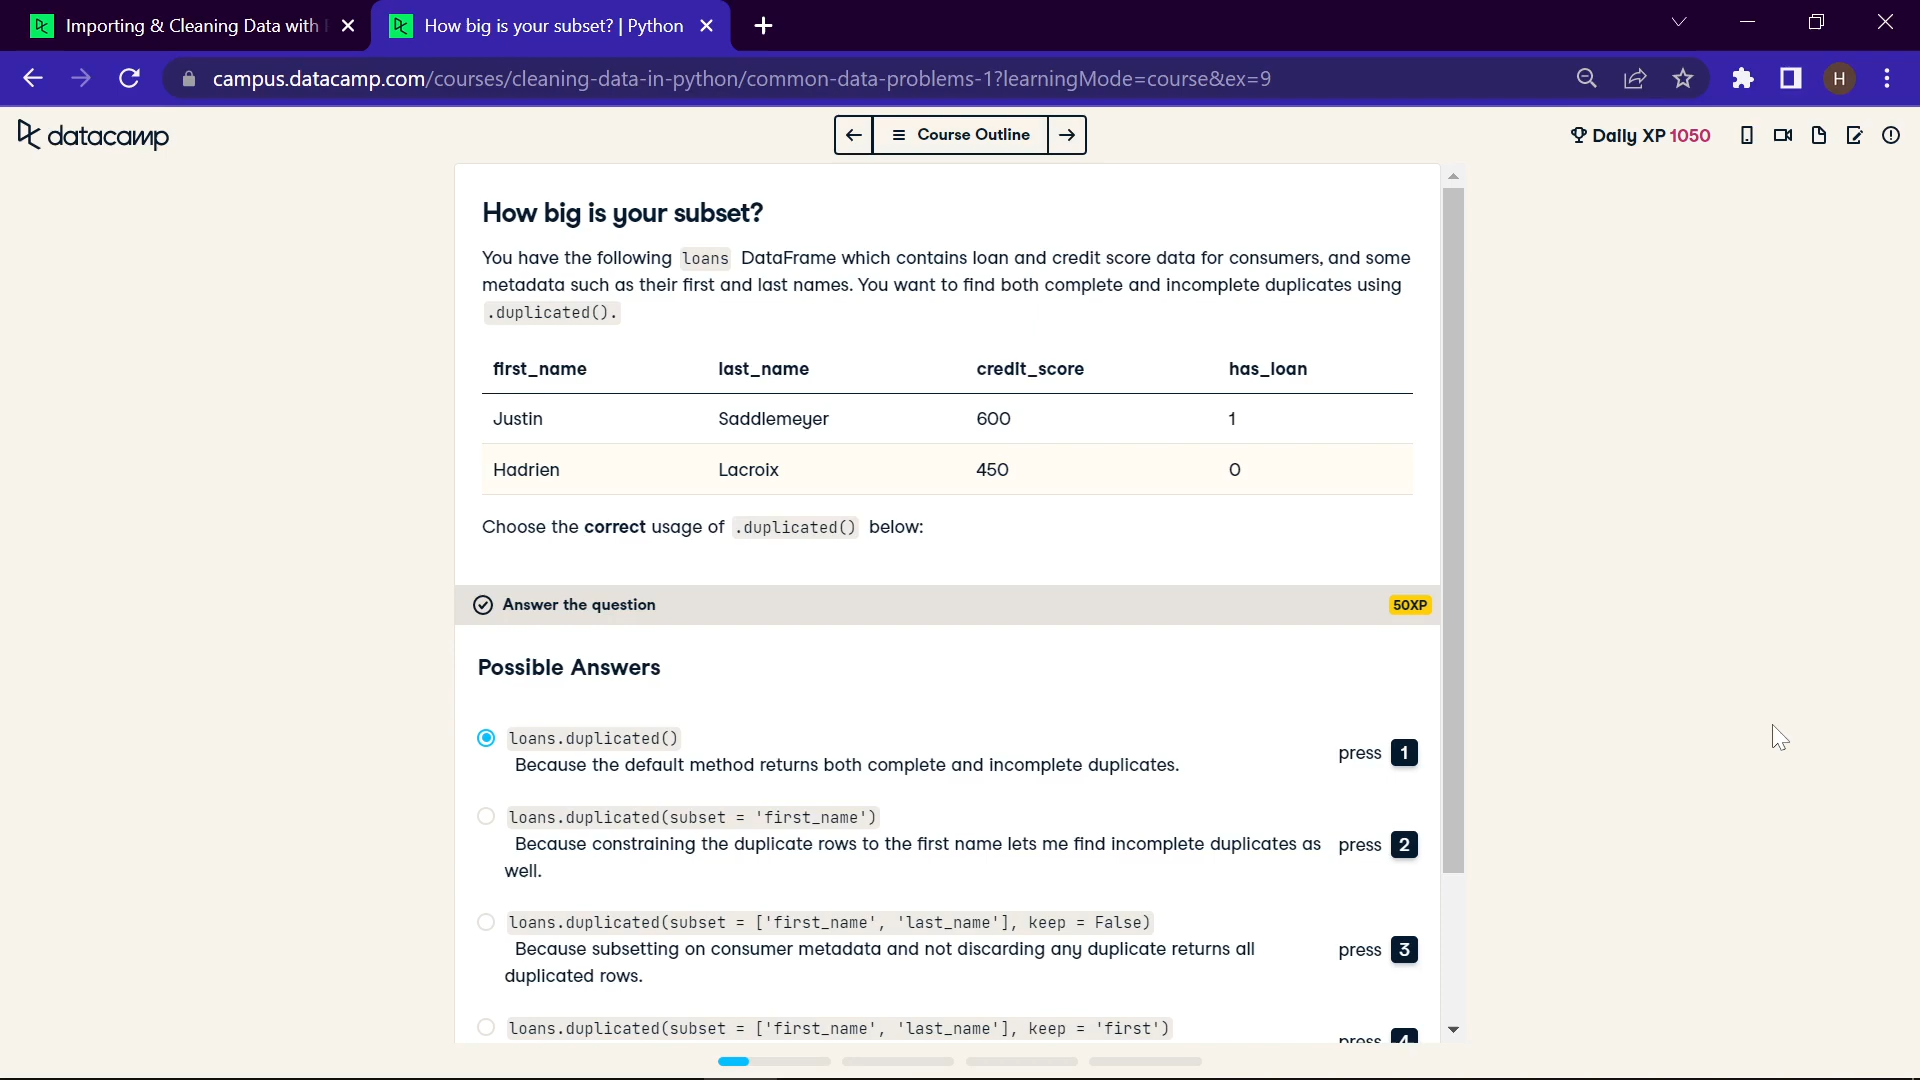 Importing & Cleaning Data with
How big is your subset? | Python
campus.datacamp.com/courses/cleaning-data-in-python/common-data-problems-1?learningMode=course&ex=9
H
datacamp
Course Outline
Daily XP 1050
How big is your subset?
You have the following loans DataFrame which contains loan and credit score data for consumers, and some
metadata such as their first and last names. You want to find both complete and incomplete duplicates using
.duplicated().
first_name last_name credit_score has_loan
Justin Saddlemeyer 600 1
Hadrien Lacroix 450 0
Choose the correct usage of .duplicated() below:
Answer the question
50XP
Possible Answers
loans.duplicated()
Because the default method returns both complete and incomplete duplicates.
press 1
loans.duplicated(subset = 'first_name')
Because constraining the duplicate rows to the first name lets me find incomplete duplicates as
well.
press 2
loans.duplicated(subset = ['first_name', 'last_name'], keep = False)
Because subsetting on consumer metadata and not discarding any duplicate returns all
duplicated rows.
press 3
loans.duplicated(subset = ['first_name', 'last_name'], keep = 'first')
press 4